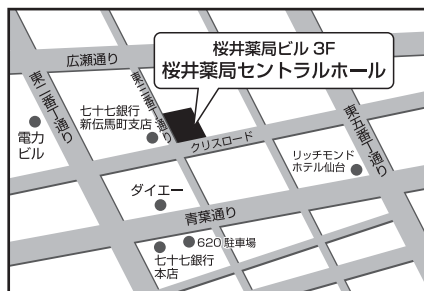 桜井薬局ビル 3F
桜井薬局セントラルホール
広瀬通り
東二番丁通り
東三番丁通り
東五番丁通り
電力
ビル
七十七銀行
新伝馬町支店
クリスロード
リッチモンド
ホテル仙台
ダイエー
青葉通り
620 駐車場
七十七銀行
本店